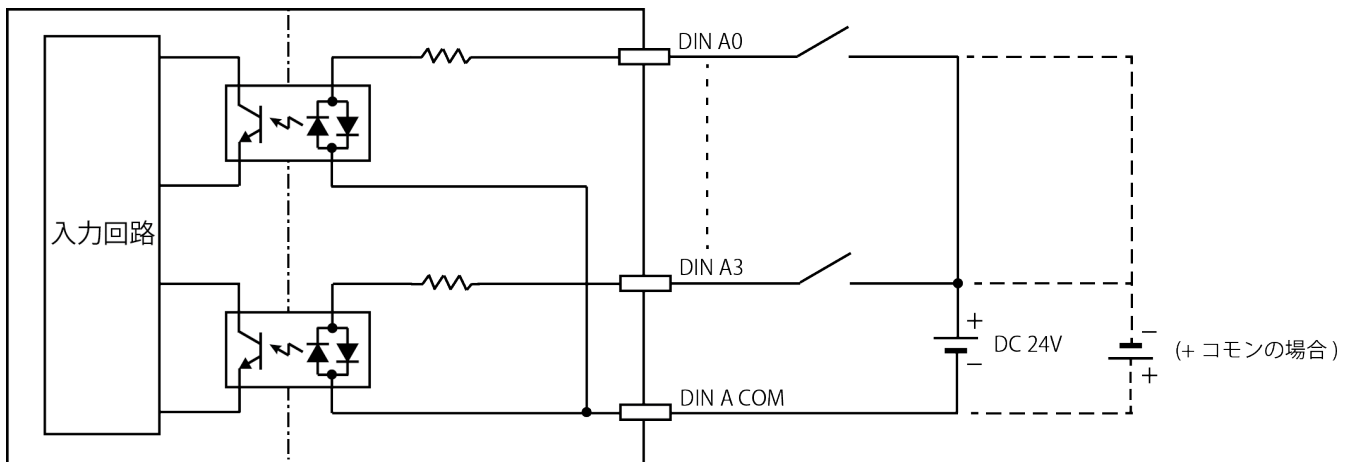 DIN A0
入力回路
DIN A3
+
DC 24V
−
−
(+ コモンの場合)
+
DIN A COM